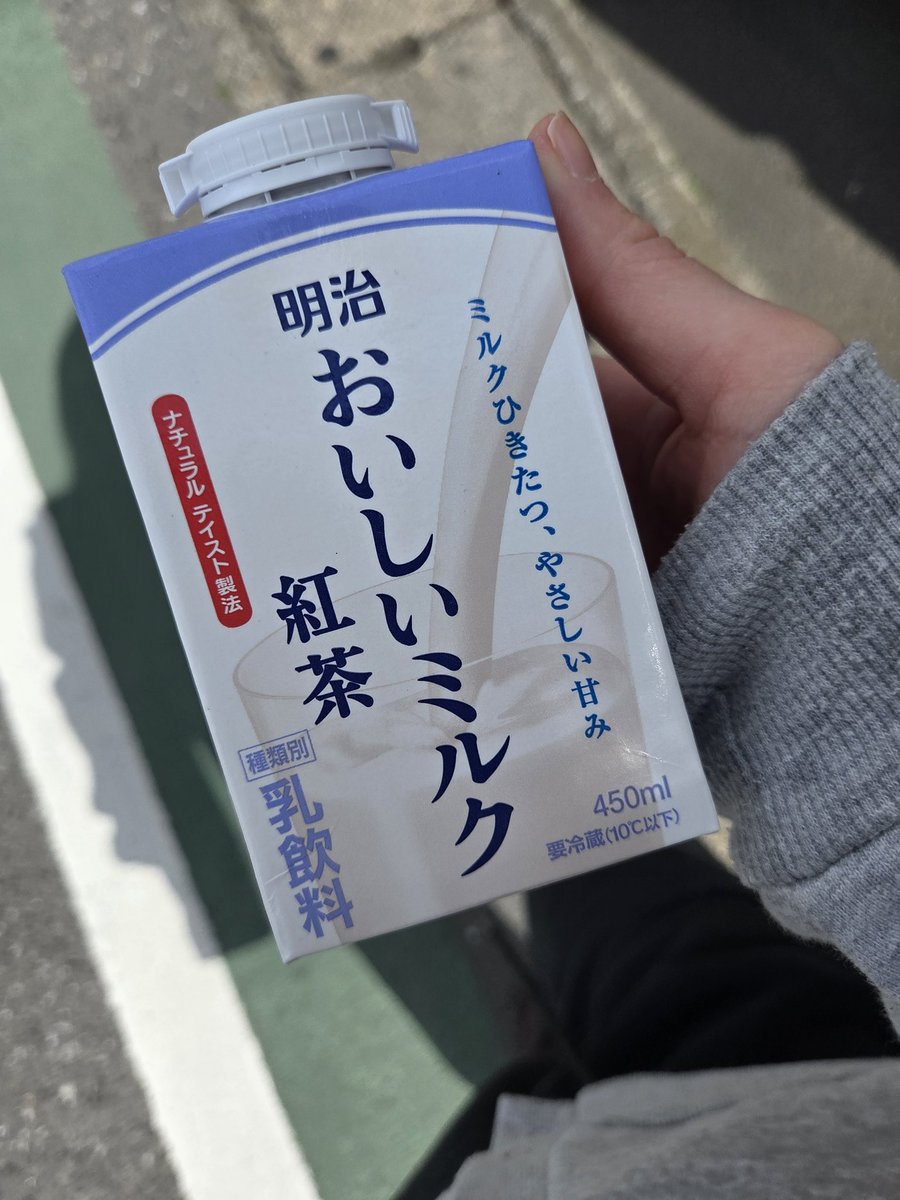 明治
おいしいミルク
紅茶
ミルクひきたつ、やさしい甘み
ナチュラル テイスト製法
種類別
乳飲料
450ml
要冷蔵(10℃以下)